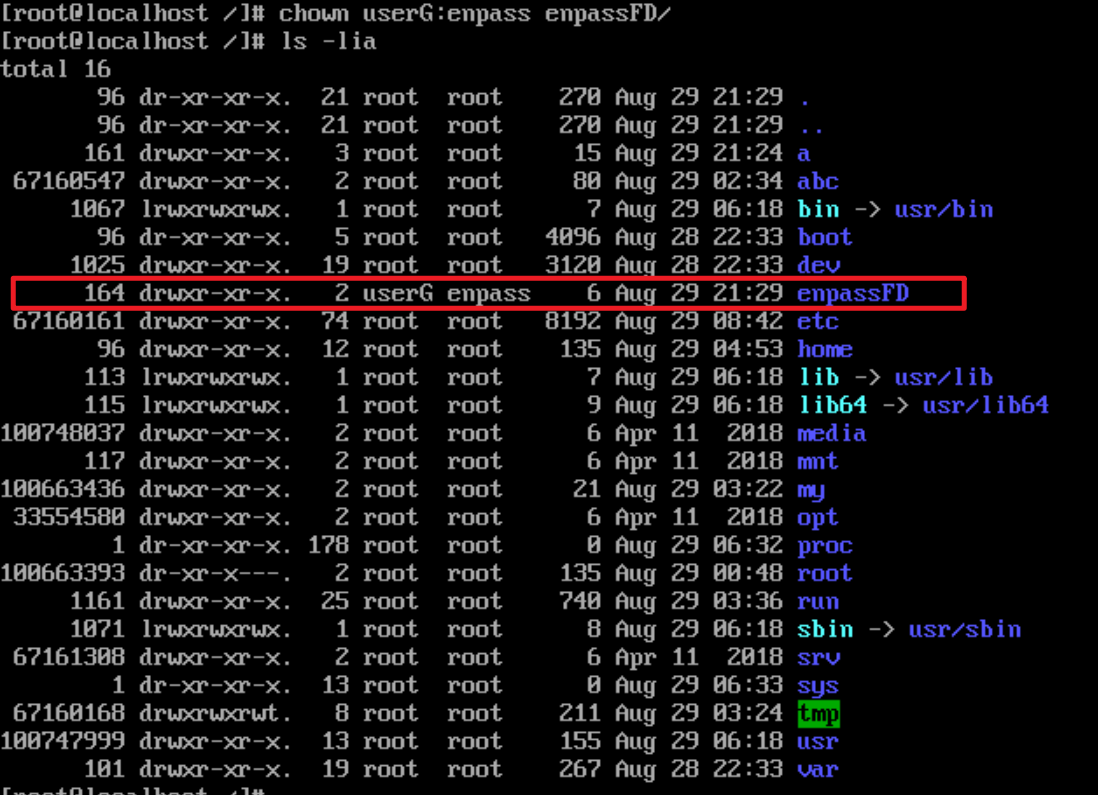 [root@localhost /]# chown userG:enpass enpassFD/
[root@localhost /]# ls -lia
total 16
       96 dr-xr-xr-x.  21 root  root    270 Aug 29 21:29 .
       96 dr-xr-xr-x.  21 root  root    270 Aug 29 21:29 ..
      161 drwxr-xr-x.   3 root  root     15 Aug 29 21:24 a
 67160547 drwxr-xr-x.   2 root  root     80 Aug 29 02:34 abc
     1067 lrwxrwxrwx.   1 root  root      7 Aug 29 06:18 bin -> usr/bin
       96 dr-xr-xr-x.   5 root  root   4096 Aug 28 22:33 boot
     1025 drwxr-xr-x.  19 root  root   3120 Aug 28 22:33 dev
      164 drwxr-xr-x.   2 userG enpass    6 Aug 29 21:29 enpassFD
 67160161 drwxr-xr-x.  74 root  root   8192 Aug 29 08:42 etc
       96 drwxr-xr-x.  12 root  root    135 Aug 29 04:53 home
      113 lrwxrwxrwx.   1 root  root      7 Aug 29 06:18 lib -> usr/lib
      115 lrwxrwxrwx.   1 root  root      9 Aug 29 06:18 lib64 -> usr/lib64
100748037 drwxr-xr-x.   2 root  root      6 Apr 11  2018 media
      117 drwxr-xr-x.   2 root  root      6 Apr 11  2018 mnt
100663436 drwxr-xr-x.   2 root  root     21 Aug 29 03:22 my
 33554580 drwxr-xr-x.   2 root  root      6 Apr 11  2018 opt
        1 dr-xr-xr-x. 178 root  root      0 Aug 29 06:32 proc
100663393 dr-xr-x---.   2 root  root    135 Aug 29 00:48 root
     1161 drwxr-xr-x.  25 root  root    740 Aug 29 03:36 run
     1071 lrwxrwxrwx.   1 root  root      8 Aug 29 06:18 sbin -> usr/sbin
 67161308 drwxr-xr-x.   2 root  root      6 Apr 11  2018 srv
        1 dr-xr-xr-x.  13 root  root      0 Aug 29 06:33 sys
 67160168 drwxrwxrwt.   8 root  root    211 Aug 29 03:24 tmp
100747999 drwxr-xr-x.  13 root  root    155 Aug 29 06:18 usr
      101 drwxr-xr-x.  19 root  root    267 Aug 28 22:33 var
[root@localhost /]#